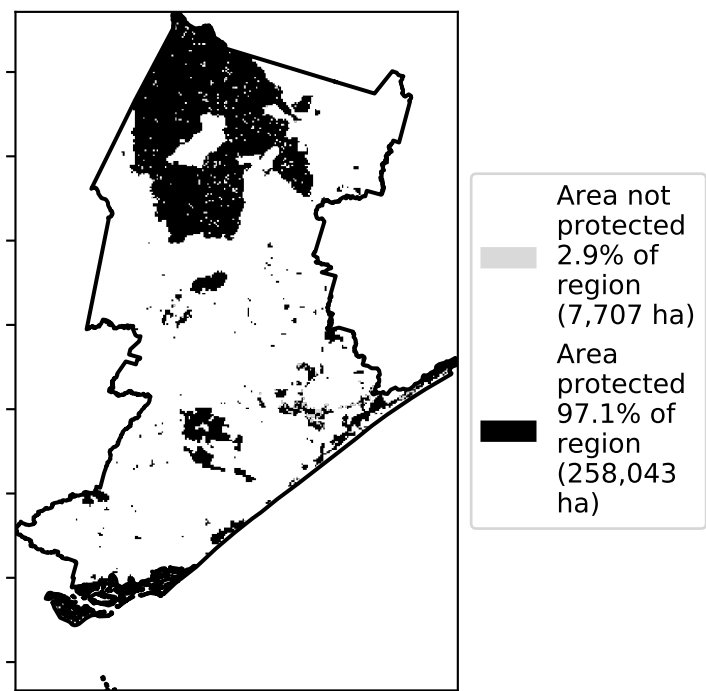 Area not
protected
2.9% of
region
(7,707 ha)
Area
protected
97.1% of
region
(258,043
ha)